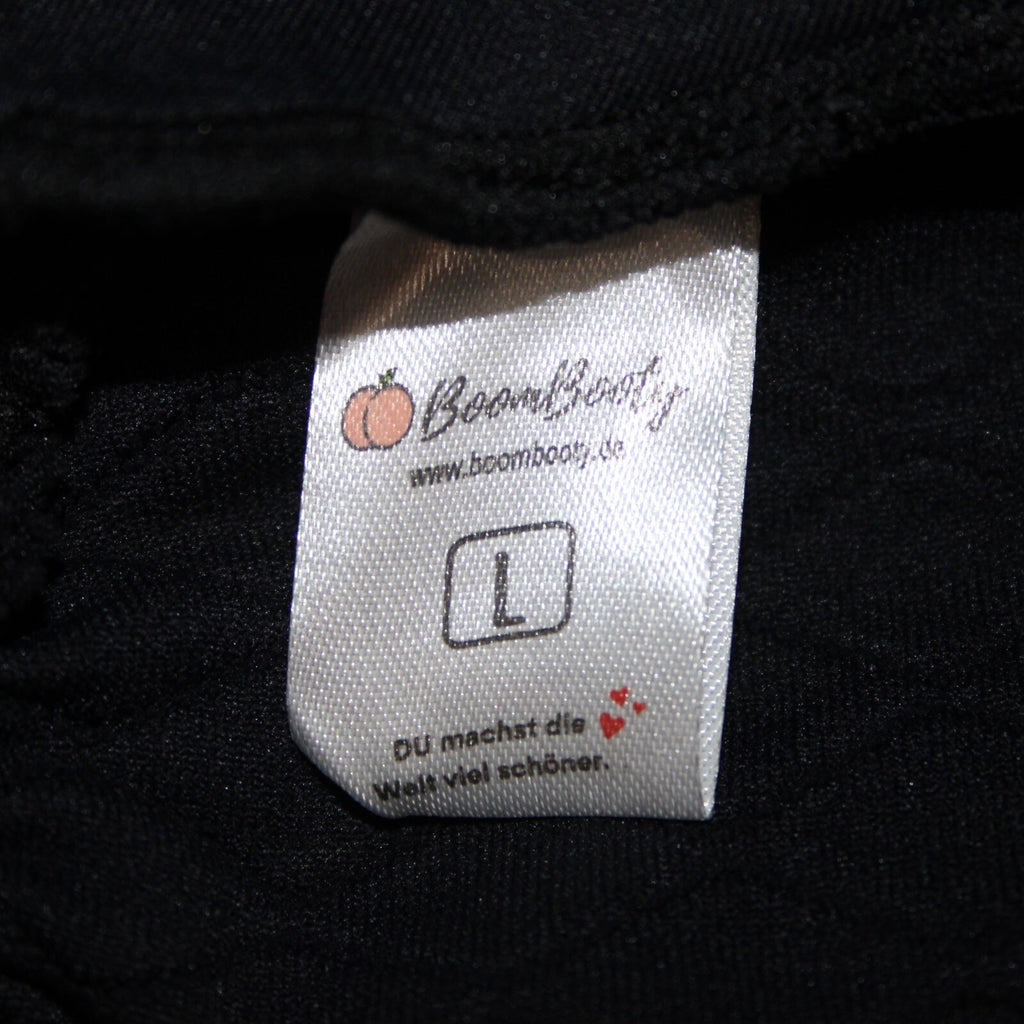 BoomBooty
www.boombooty.de
L
DU machst die
Welt viel schöner.